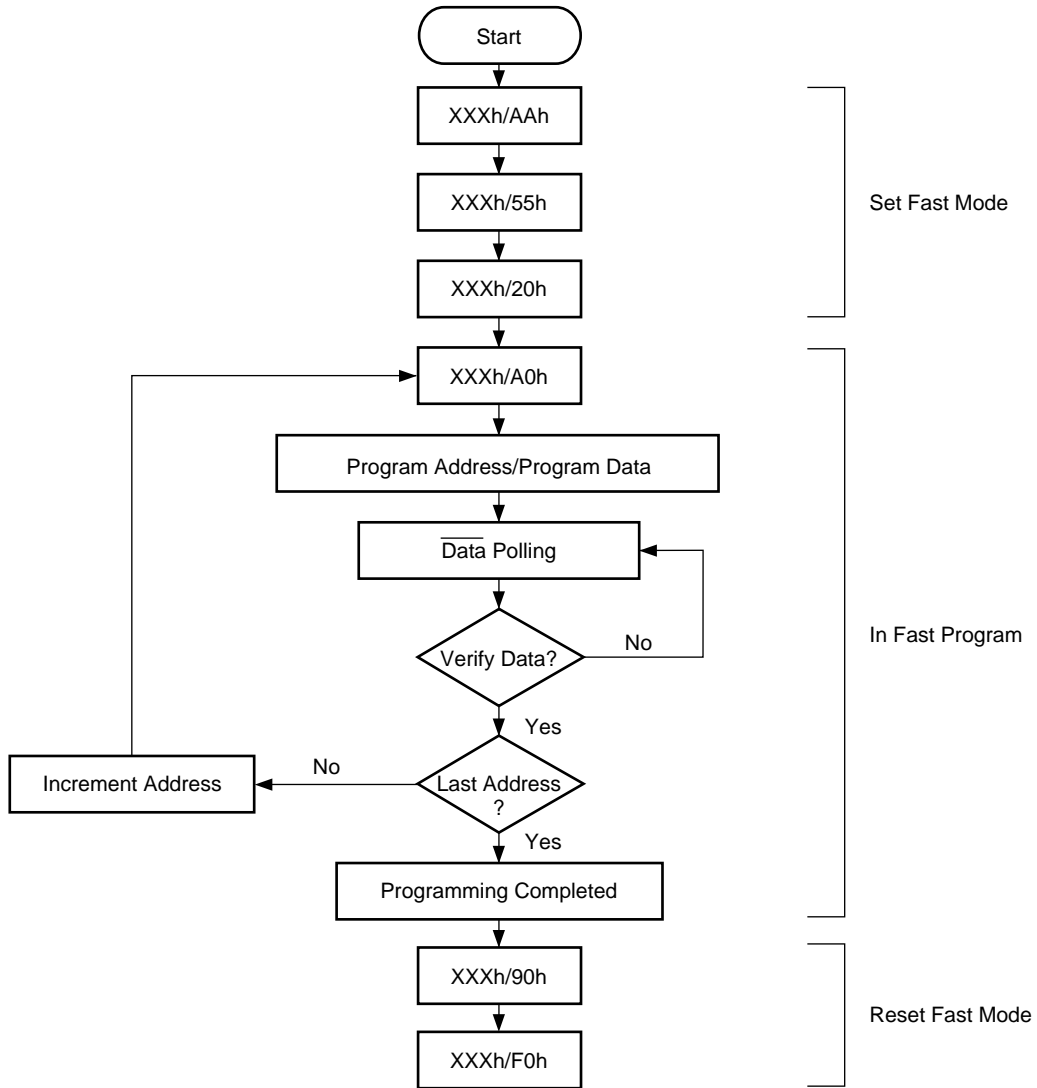 Start
XXXh/AAh
XXXh/55h
Set Fast Mode
XXXh/20h
XXXh/A0h
Program Address/Program Data
D̅a̅t̅a̅ Polling
In Fast Program
Verify Data?
No
Yes
Increment Address
No
Last Address
?
Yes
Programming Completed
XXXh/90h
Reset Fast Mode
XXXh/F0h